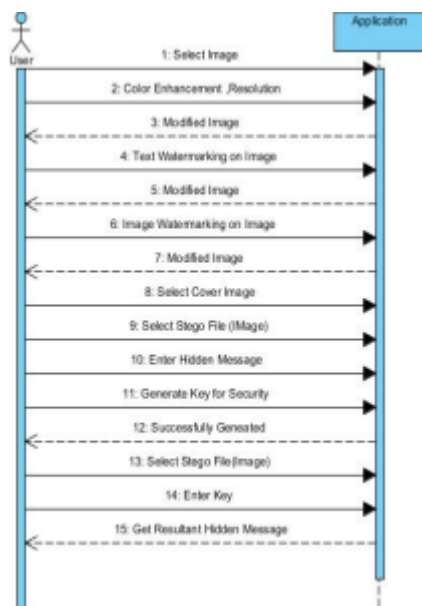 Application
User
1: Select Image
2: Color Enhancement ,Resolution
3: Modified Image
4: Text Watermarking on Image
5: Modified Image
6: Image Watermarking on Image
7: Modified Image
8: Select Cover Image
9: Select Stego File (IMage)
10: Enter Hidden Message
11: Generate Key for Security
12: Successfully Geneated
13: Select Stego File(Image)
14: Enter Key
15: Get Resultant Hidden Message